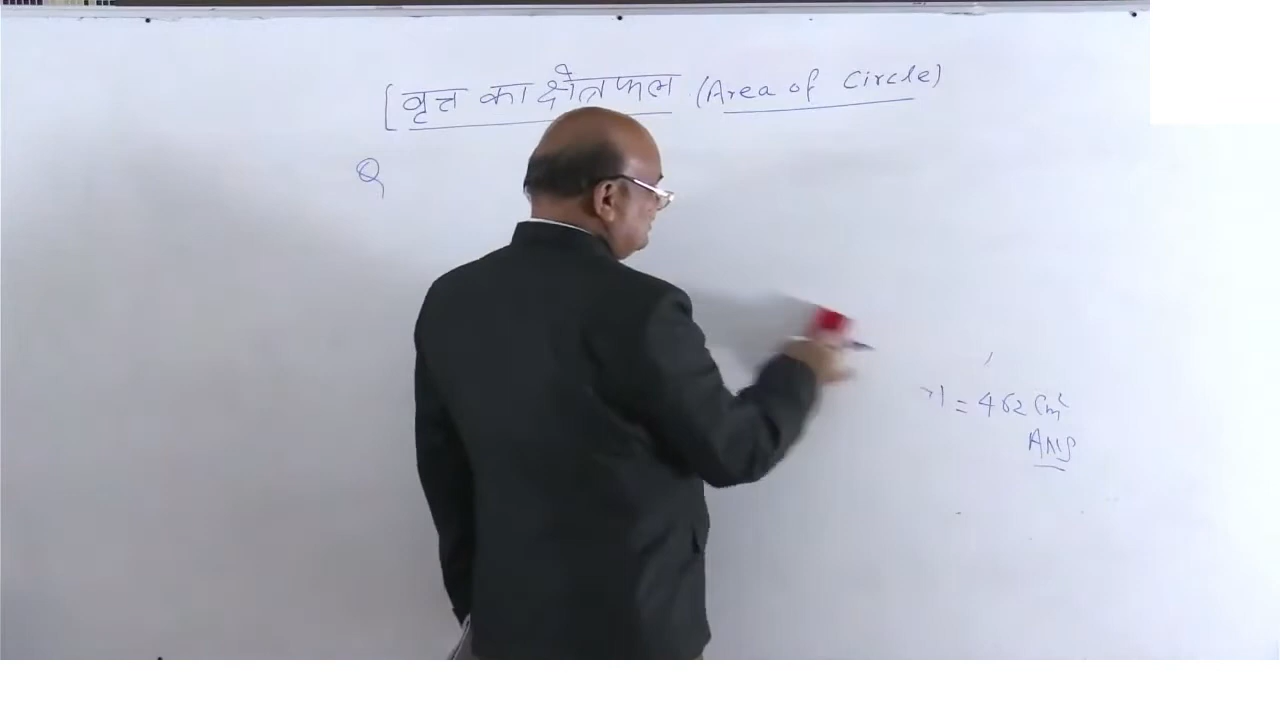 [वृत्त का क्षेत्रफल (Area of Circle)
Q
= 462 Cm²
Ans